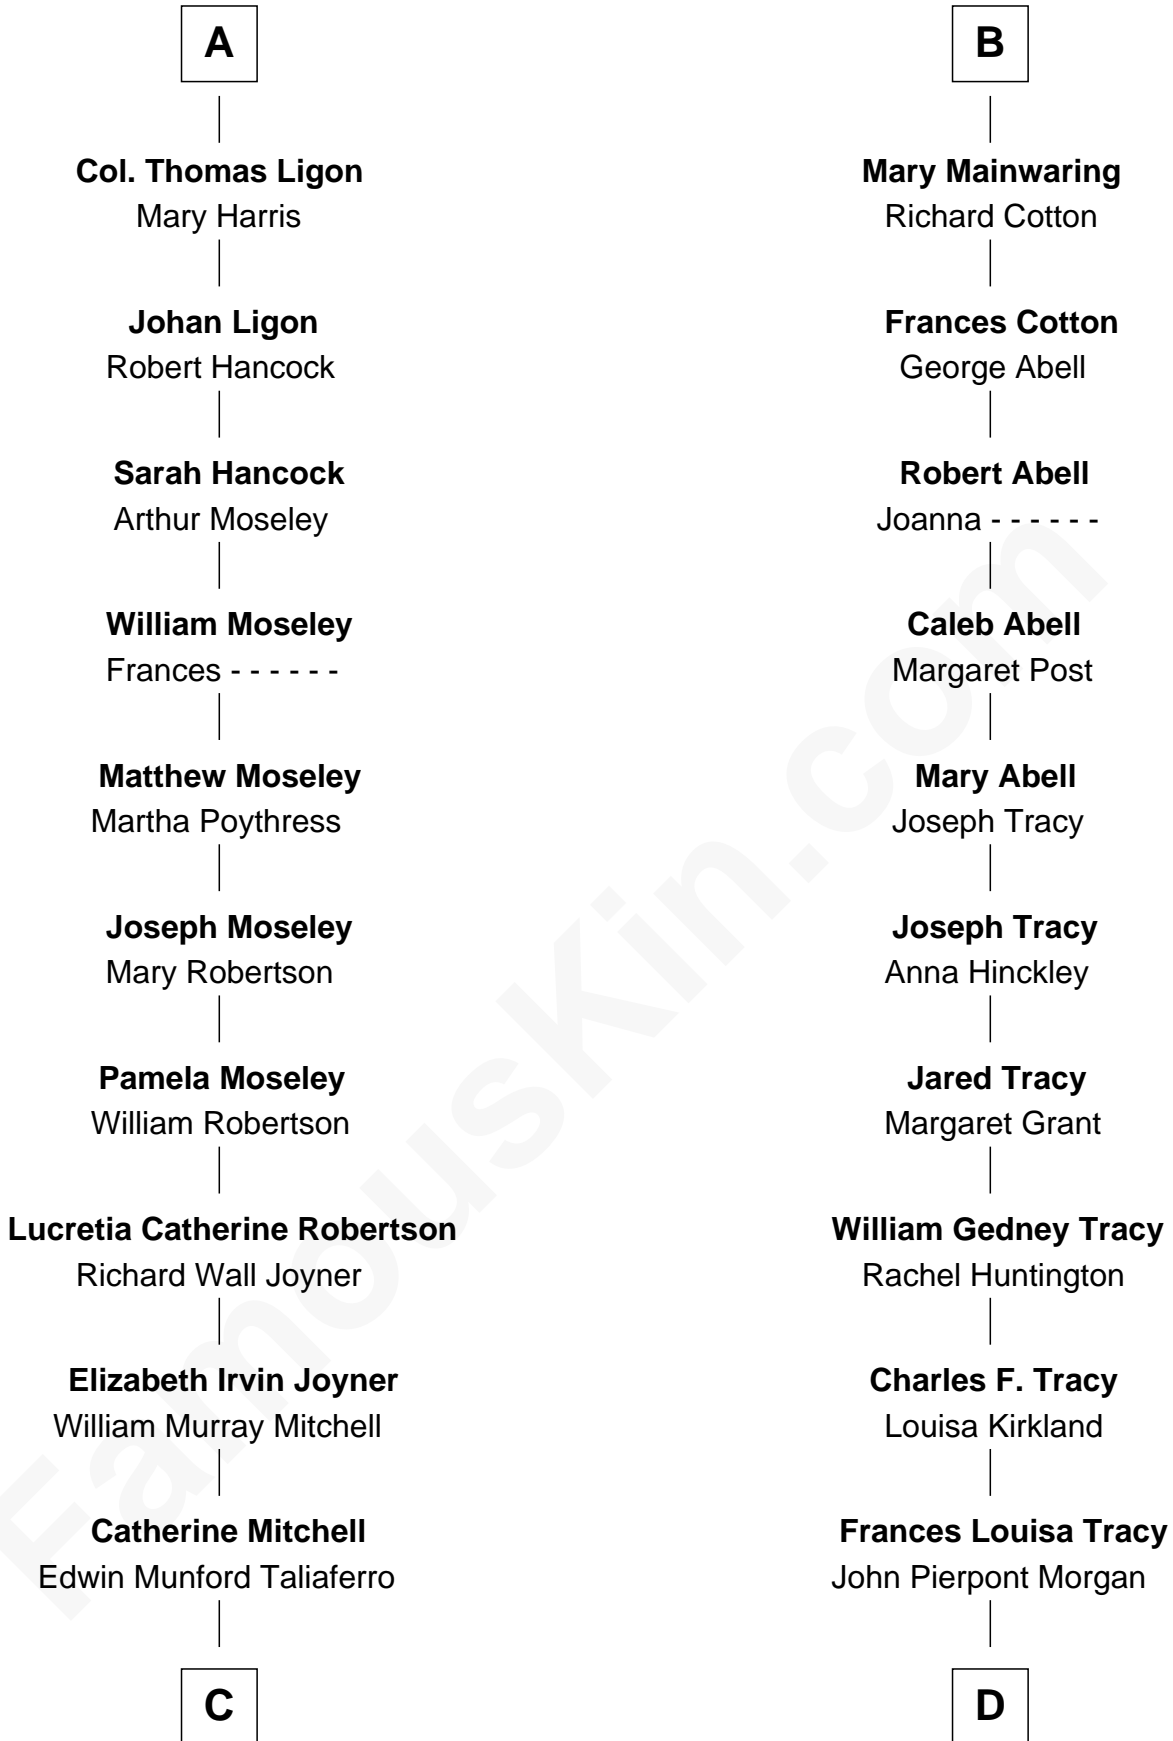 A
Col. Thomas Ligon
Mary Harris
Johan Ligon
Robert Hancock
Sarah Hancock
Arthur Moseley
William Moseley
Frances - - - - - -
Matthew Moseley
Martha Poythress
Joseph Moseley
Mary Robertson
Pamela Moseley
William Robertson
Lucretia Catherine Robertson
Richard Wall Joyner
Elizabeth Irvin Joyner
William Murray Mitchell
Catherine Mitchell
Edwin Munford Taliaferro
C
B
Mary Mainwaring
Richard Cotton
Frances Cotton
George Abell
Robert Abell
Joanna - - - - - -
Caleb Abell
Margaret Post
Mary Abell
Joseph Tracy
Joseph Tracy
Anna Hinckley
Jared Tracy
Margaret Grant
William Gedney Tracy
Rachel Huntington
Charles F. Tracy
Louisa Kirkland
Frances Louisa Tracy
John Pierpont Morgan
D
FamousKin.com